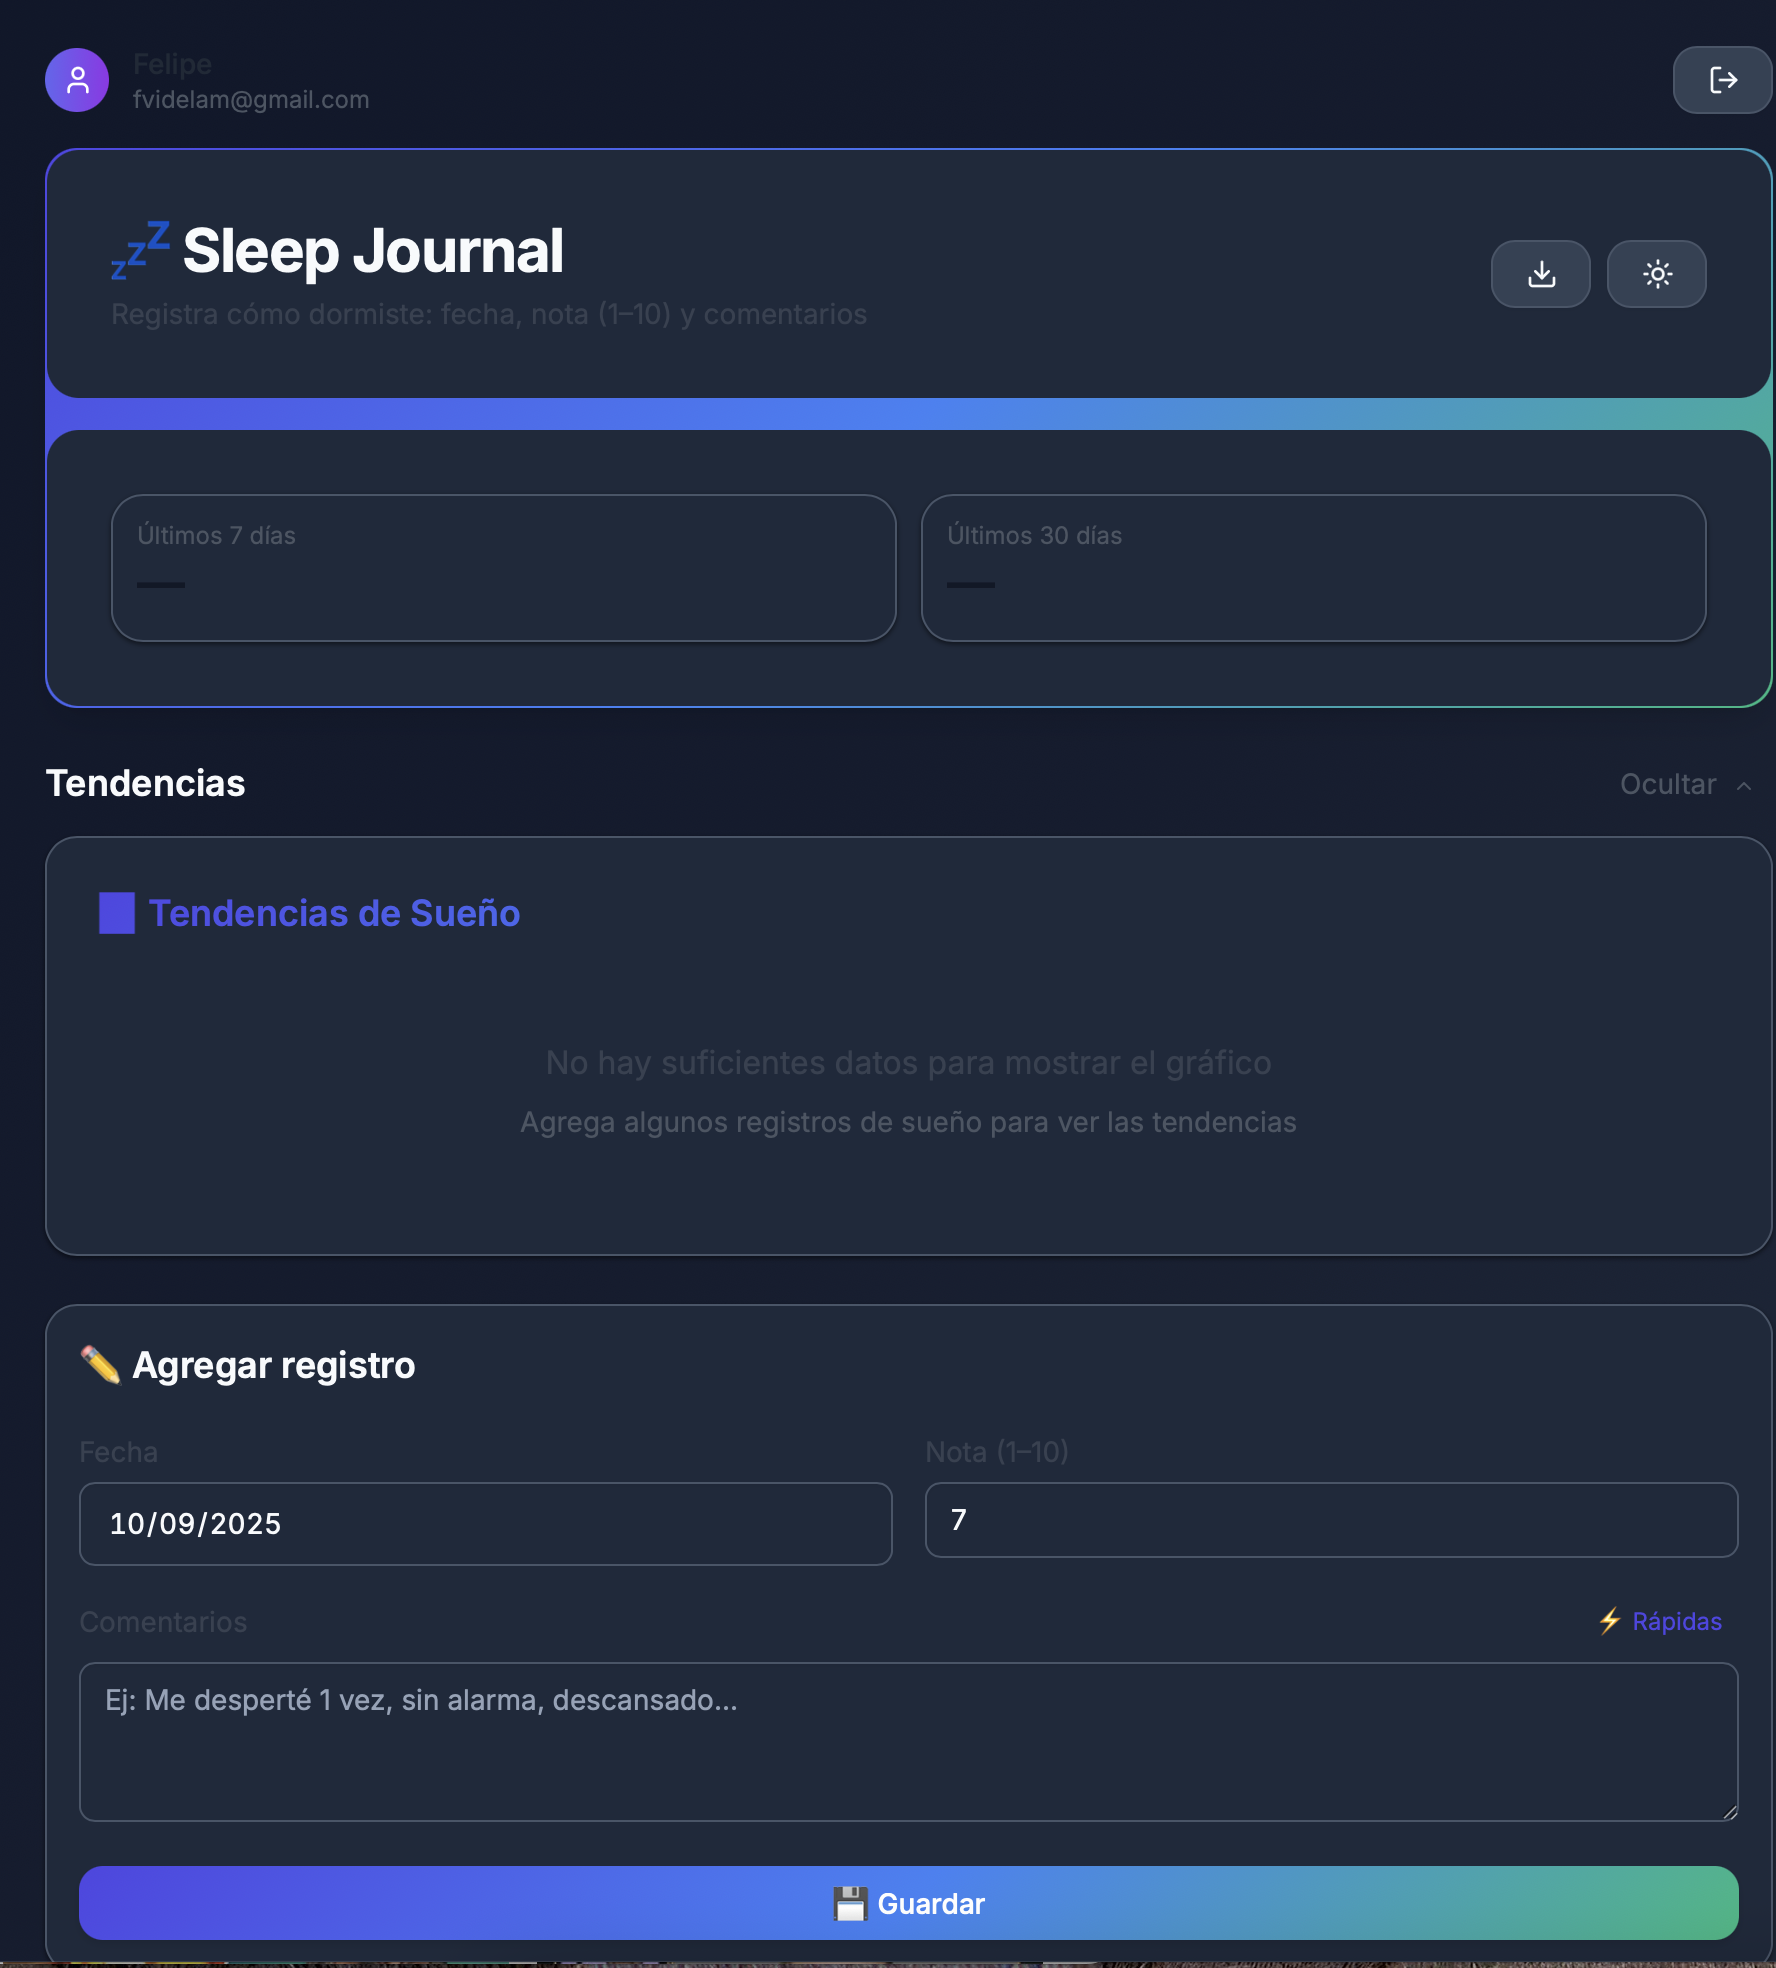 Felipe
fvidelam@gmail.com
💤 Sleep Journal
Registra cómo dormiste: fecha, nota (1–10) y comentarios
Últimos 7 días
—
Últimos 30 días
—
Tendencias
Ocultar
Tendencias de Sueño
No hay suficientes datos para mostrar el gráfico
Agrega algunos registros de sueño para ver las tendencias
✏️ Agregar registro
Fecha
Nota (1–10)
10/09/2025
7
Comentarios
⚡ Rápidas
Ej: Me desperté 1 vez, sin alarma, descansado...
💾 Guardar